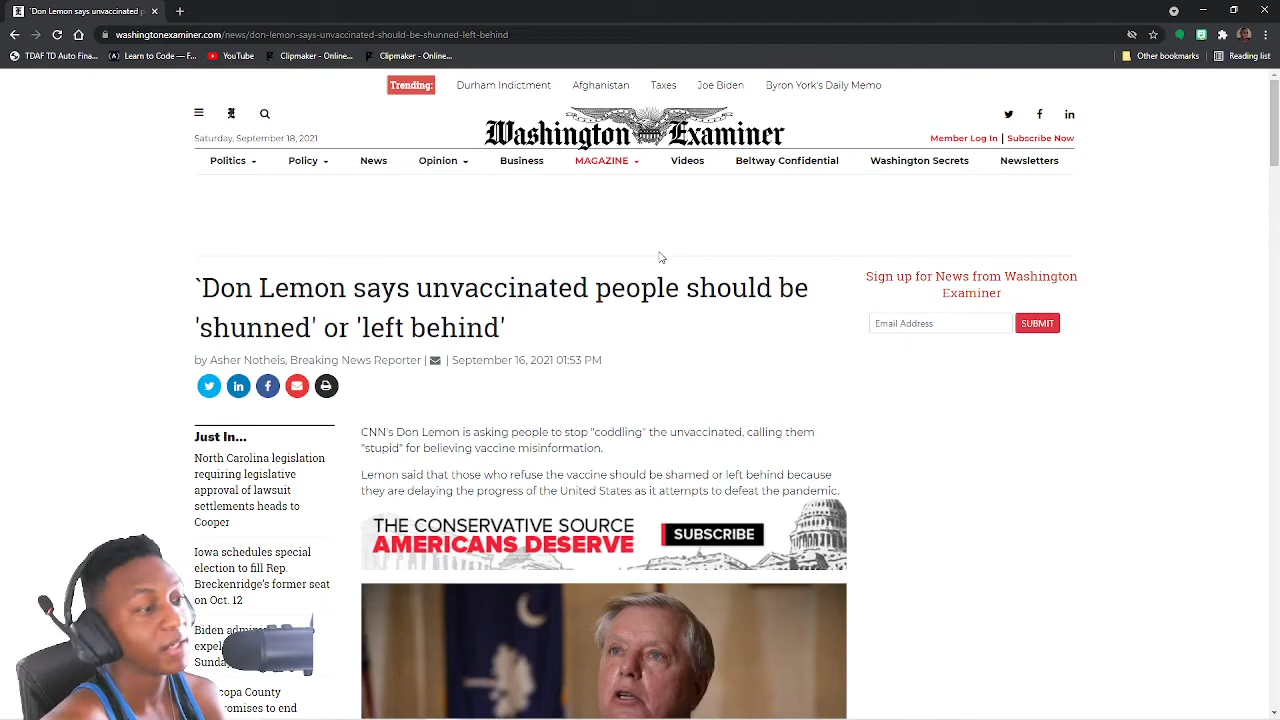 `Don Lemon says unvaccinated p
washingtonexaminer.com/news/don-lemon-says-unvaccinated-should-be-shunned-left-behind
TDAF TD Auto Fina...
Learn to Code — F...
YouTube
Clipmaker - Online...
Clipmaker - Online...
Other bookmarks
Reading list
Trending:
Durham Indictment
Afghanistan
Taxes
Joe Biden
Byron York's Daily Memo
Washington Examiner
Saturday, September 18, 2021
Member Log In | Subscribe Now
Politics
Policy
News
Opinion
Business
MAGAZINE
Videos
Beltway Confidential
Washington Secrets
Newsletters
`Don Lemon says unvaccinated people should be
'shunned' or 'left behind'
by Asher Notheis, Breaking News Reporter | | September 16, 2021 01:53 PM
Sign up for News from Washington
Examiner
Email Address
SUBMIT
Just In...
North Carolina legislation
requiring legislative
approval of lawsuit
settlements heads to
Cooper
Iowa schedules special
election to fill Rep.
Breckenridge's former seat
on Oct. 12
Biden
CNN's Don Lemon is asking people to stop "coddling" the unvaccinated, calling them
"stupid" for believing vaccine misinformation.
Lemon said that those who refuse the vaccine should be shamed or left behind because
they are delaying the progress of the United States as it attempts to defeat the pandemic.
THE CONSERVATIVE SOURCE
AMERICANS DESERVE
SUBSCRIBE